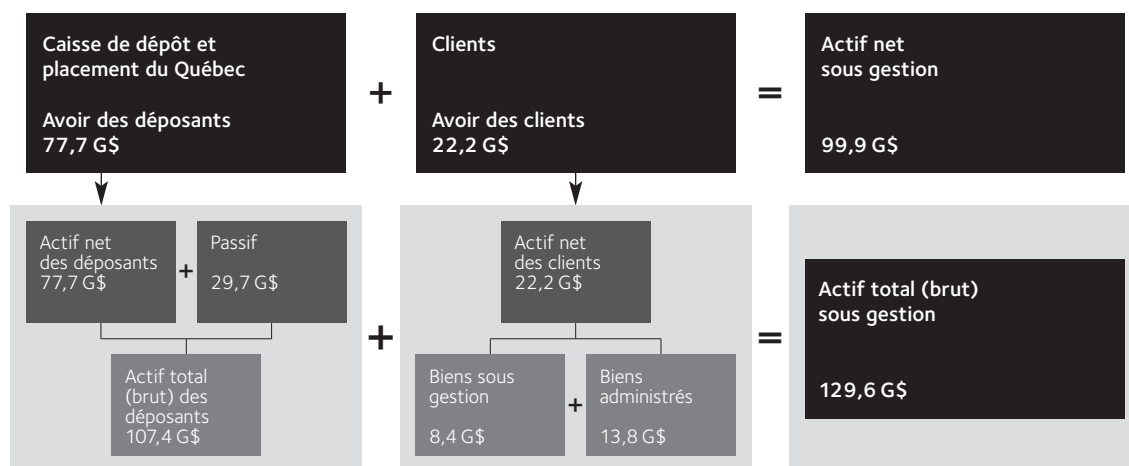 Caisse de dépôt et
placement du Québec
Avoir des déposants
77,7 G$
+
Clients
Avoir des clients
22,2 G$
=
Actif net
sous gestion
99,9 G$
Actif net
des déposants
77,7 G$
+
Passif
29,7 G$
Actif total
(brut) des
déposants
107,4 G$
+
Actif net
des clients
22,2 G$
Biens sous
gestion
8,4 G$
+
Biens
administrés
13,8 G$
=
Actif total (brut)
sous gestion
129,6 G$